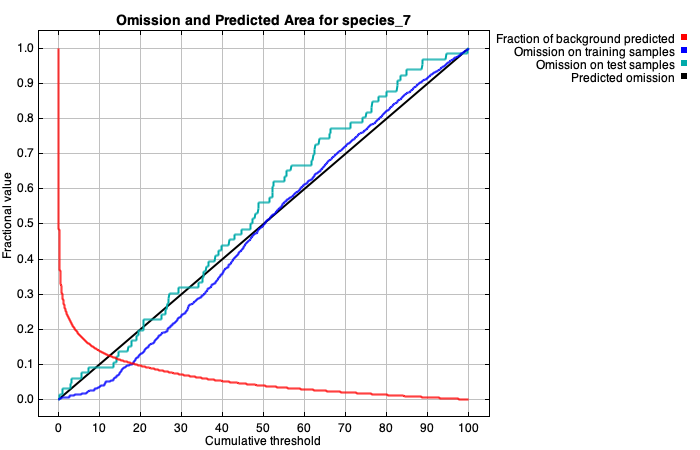 Omission and Predicted Area for species_7
Fraction of background predicted
Omission on training samples
Omission on test samples
Predicted omission
Fractional value
1.0
0.9
0.8
0.7
0.6
0.5
0.4
0.3
0.2
0.1
0.0
0 10 20 30 40 50 60 70 80 90 100
Cumulative threshold